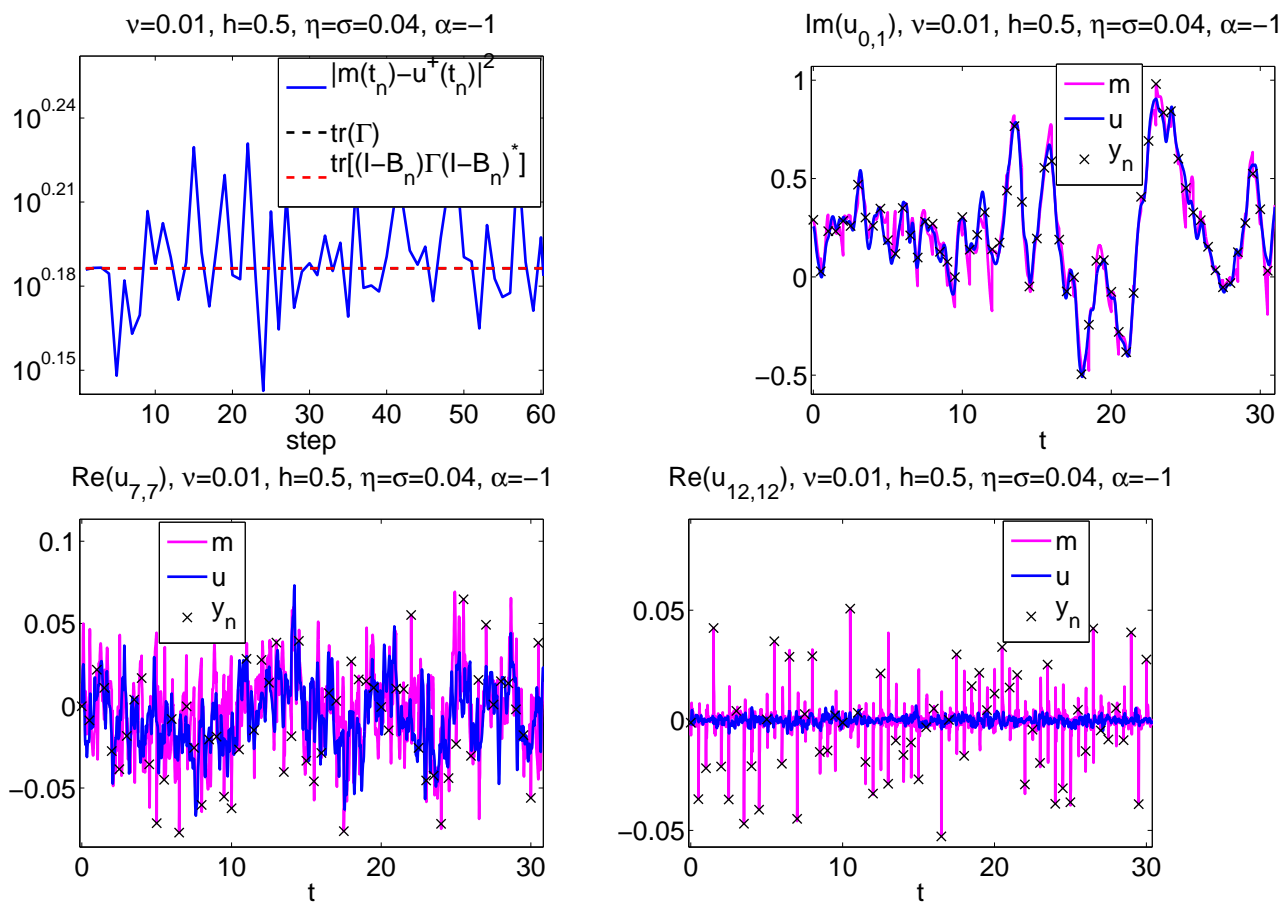 ν=0.01, h=0.5, η=σ=0.04, α=−1
|m(t_n)−u^+(t_n)|^2
tr(Γ)
tr[(I−B_n)Γ(I−B_n)^*]
10^0.24
10^0.21
10^0.18
10^0.15
10 20 30 40 50 60
step
Im(u_0,1), ν=0.01, h=0.5, η=σ=0.04, α=−1
m
u
y_n
1
0.5
0
−0.5
0 10 20 30
t
Re(u_7,7), ν=0.01, h=0.5, η=σ=0.04, α=−1
m
u
y_n
0.1
0.05
0
−0.05
0 10 20 30
t
Re(u_12,12), ν=0.01, h=0.5, η=σ=0.04, α=−1
m
u
y_n
0.05
0
−0.05
0 10 20 30
t